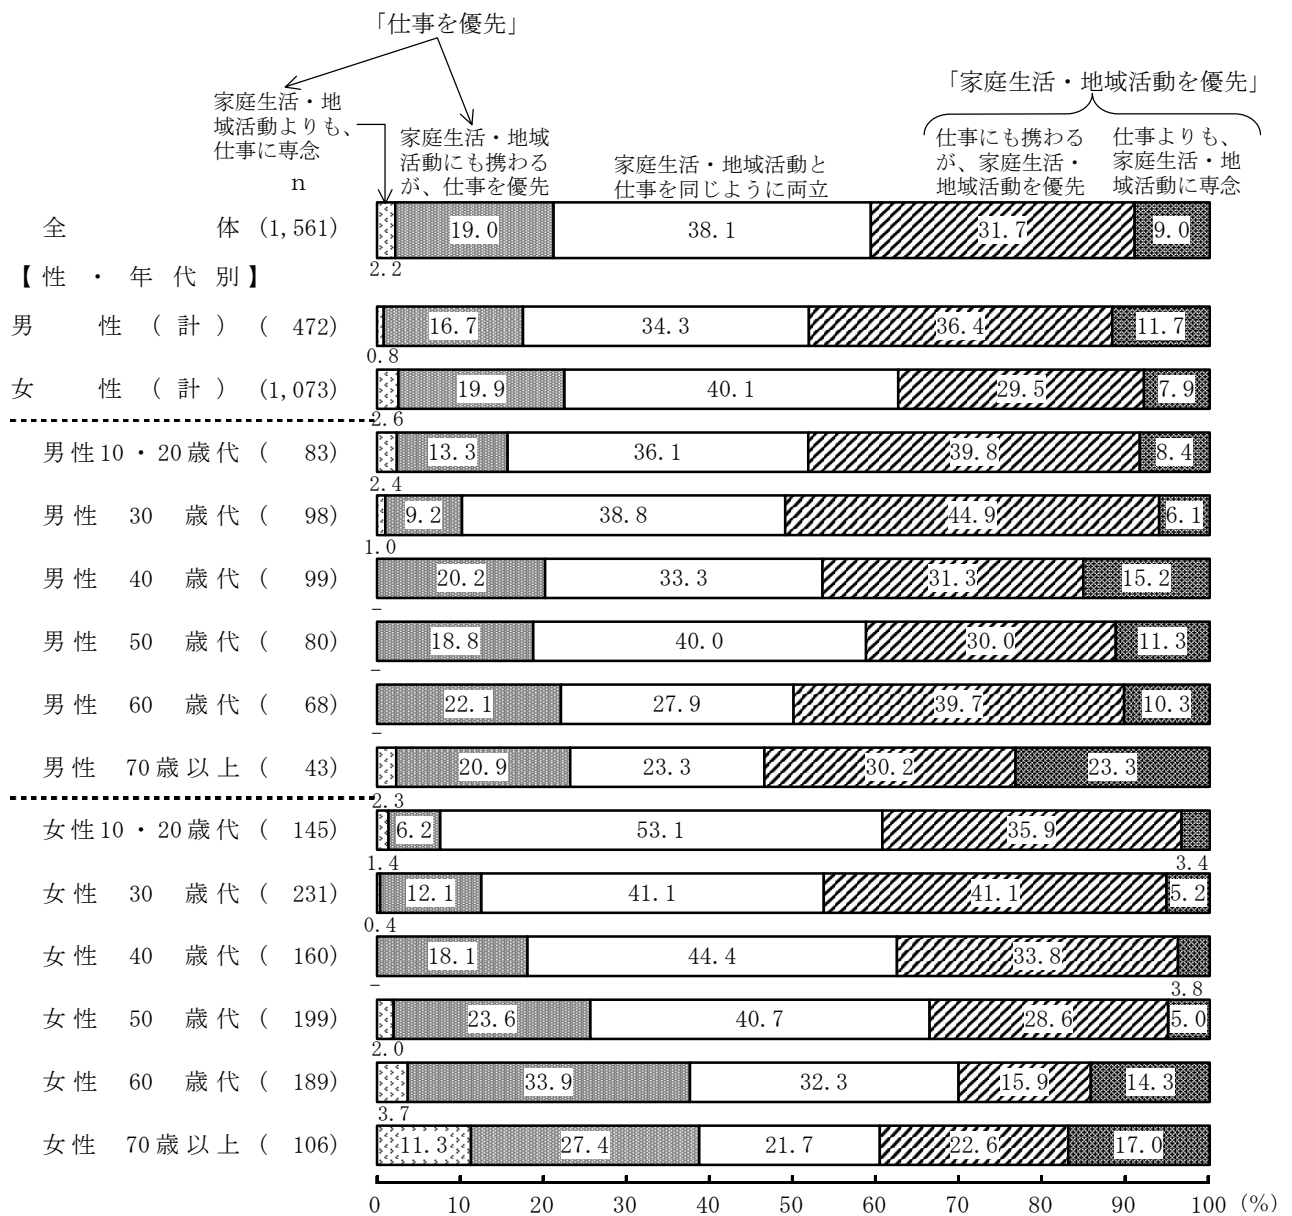 「仕事を優先」
「家庭生活・地域活動を優先」
家庭生活・地
域活動よりも、
仕事に専念
家庭生活・地域
活動にも携わる
が、仕事を優先
家庭生活・地域活動と
仕事を同じように両立
仕事にも携わる
が、家庭生活・
地域活動を優先
仕事よりも、
家庭生活・地
域活動に専念
n
全体 (1,561) 19.0 38.1 31.7 9.0
2.2
【性・年代別】
男性(計) ( 472) 16.7 34.3 36.4 11.7
0.8
女性(計) (1,073) 19.9 40.1 29.5 7.9
2.6
男性10・20歳代 ( 83) 13.3 36.1 39.8 8.4
2.4
男性 30 歳代 ( 98) 9.2 38.8 44.9 6.1
1.0
男性 40 歳代 ( 99) 20.2 33.3 31.3 15.2
-
男性 50 歳代 ( 80) 18.8 40.0 30.0 11.3
-
男性 60 歳代 ( 68) 22.1 27.9 39.7 10.3
-
男性 70歳以上 ( 43) 20.9 23.3 30.2 23.3
2.3
女性10・20歳代 ( 145) 6.2 53.1 35.9
1.4 3.4
女性 30 歳代 ( 231) 12.1 41.1 41.1 5.2
0.4
女性 40 歳代 ( 160) 18.1 44.4 33.8
- 3.8
女性 50 歳代 ( 199) 23.6 40.7 28.6 5.0
2.0
女性 60 歳代 ( 189) 33.9 32.3 15.9 14.3
3.7
女性 70歳以上 ( 106) 11.3 27.4 21.7 22.6 17.0
0 10 20 30 40 50 60 70 80 90 100 (%)